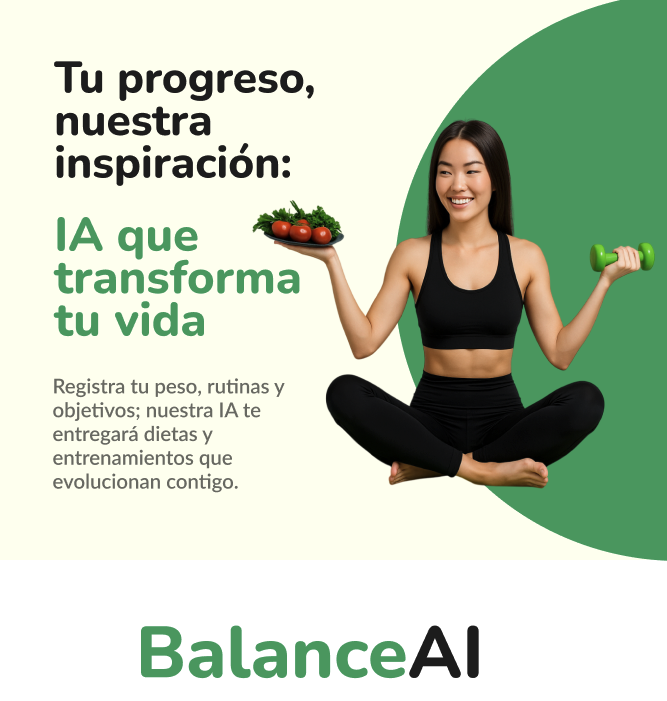 Tu progreso,
nuestra
inspiración:
IA que
transforma
tu vida
Registra tu peso, rutinas y
objetivos; nuestra IA te
entregará dietas y
entrenamientos que
evolucionan contigo.
BalanceAI